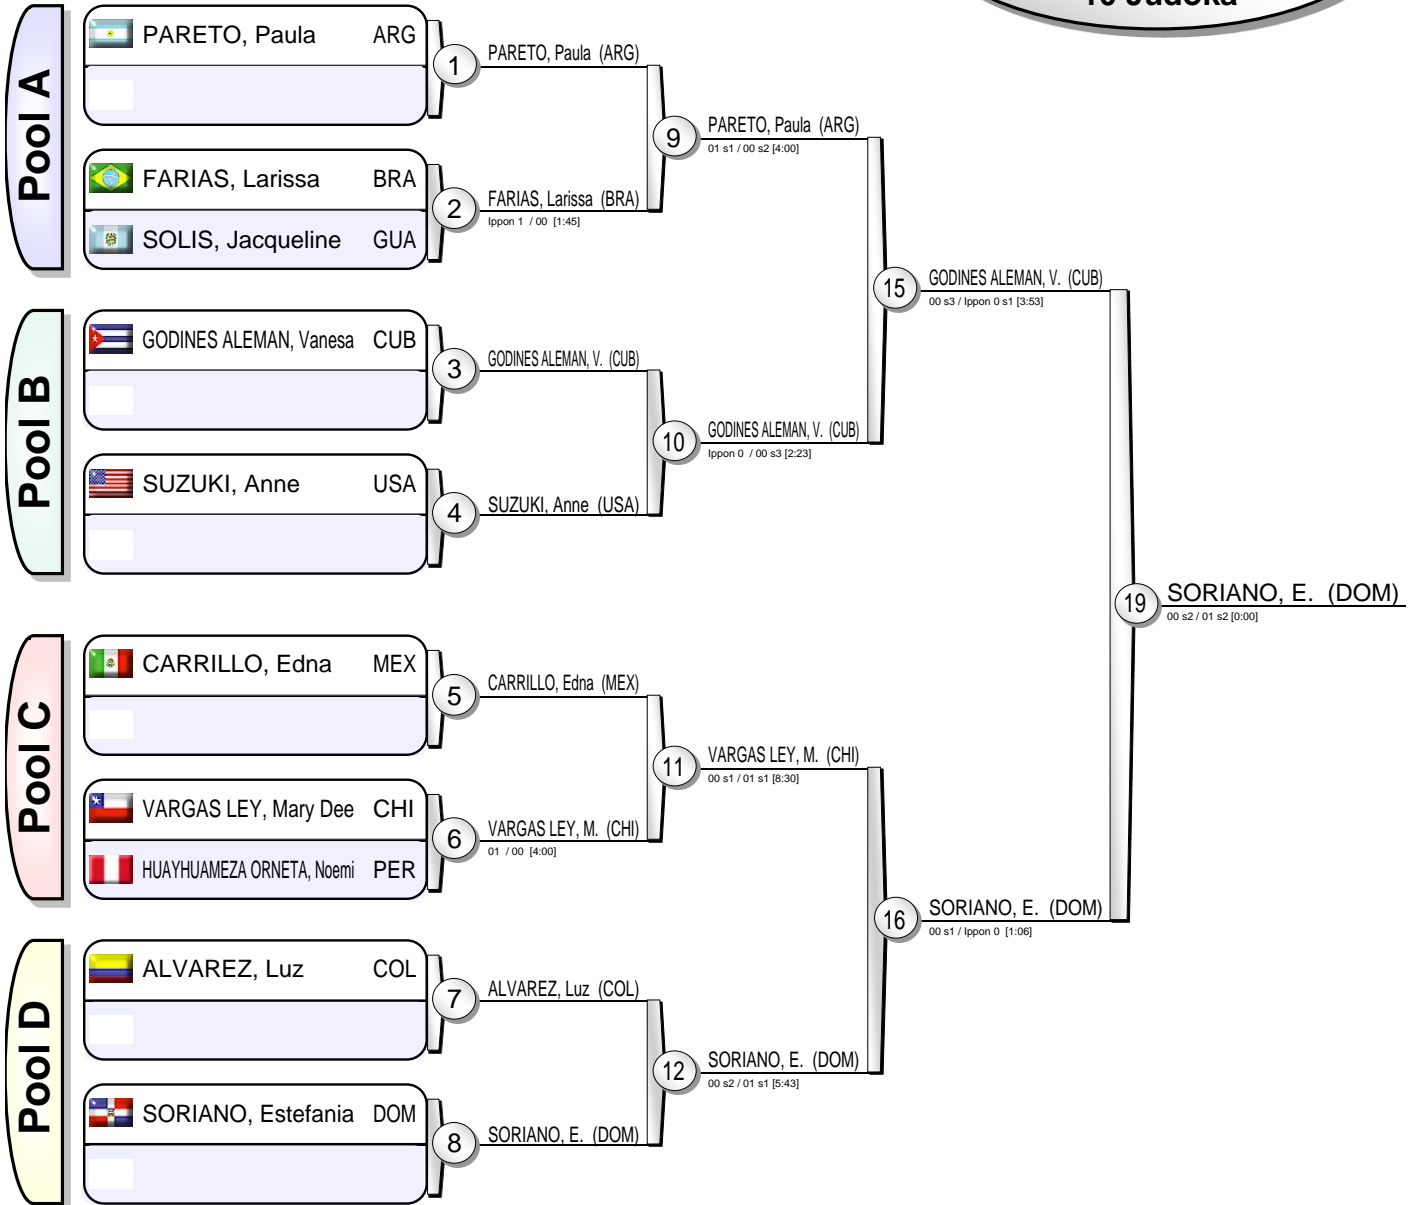 10 Judoka
Pool A
PARETO, Paula ARG
FARIAS, Larissa BRA
SOLIS, Jacqueline GUA
Pool B
GODINES ALEMAN, Vanesa CUB
SUZUKI, Anne USA
Pool C
CARRILLO, Edna MEX
VARGAS LEY, Mary Dee CHI
HUAYHUAMEZA ORNETA, Noemi PER
Pool D
ALVAREZ, Luz COL
SORIANO, Estefania DOM
1
PARETO, Paula (ARG)
2
FARIAS, Larissa (BRA)
Ippon 1 / 00 [1:45]
3
GODINES ALEMAN, V. (CUB)
4
SUZUKI, Anne (USA)
5
CARRILLO, Edna (MEX)
6
VARGAS LEY, M. (CHI)
01 / 00 [4:00]
7
ALVAREZ, Luz (COL)
8
SORIANO, E. (DOM)
9
PARETO, Paula (ARG)
01 s1 / 00 s2 [4:00]
10
GODINES ALEMAN, V. (CUB)
Ippon 0 / 00 s3 [2:23]
11
VARGAS LEY, M. (CHI)
00 s1 / 01 s1 [8:30]
12
SORIANO, E. (DOM)
00 s2 / 01 s1 [5:43]
15
GODINES ALEMAN, V. (CUB)
00 s3 / Ippon 0 s1 [3:53]
16
SORIANO, E. (DOM)
00 s1 / Ippon 0 [1:06]
19
SORIANO, E. (DOM)
00 s2 / 01 s2 [0:00]